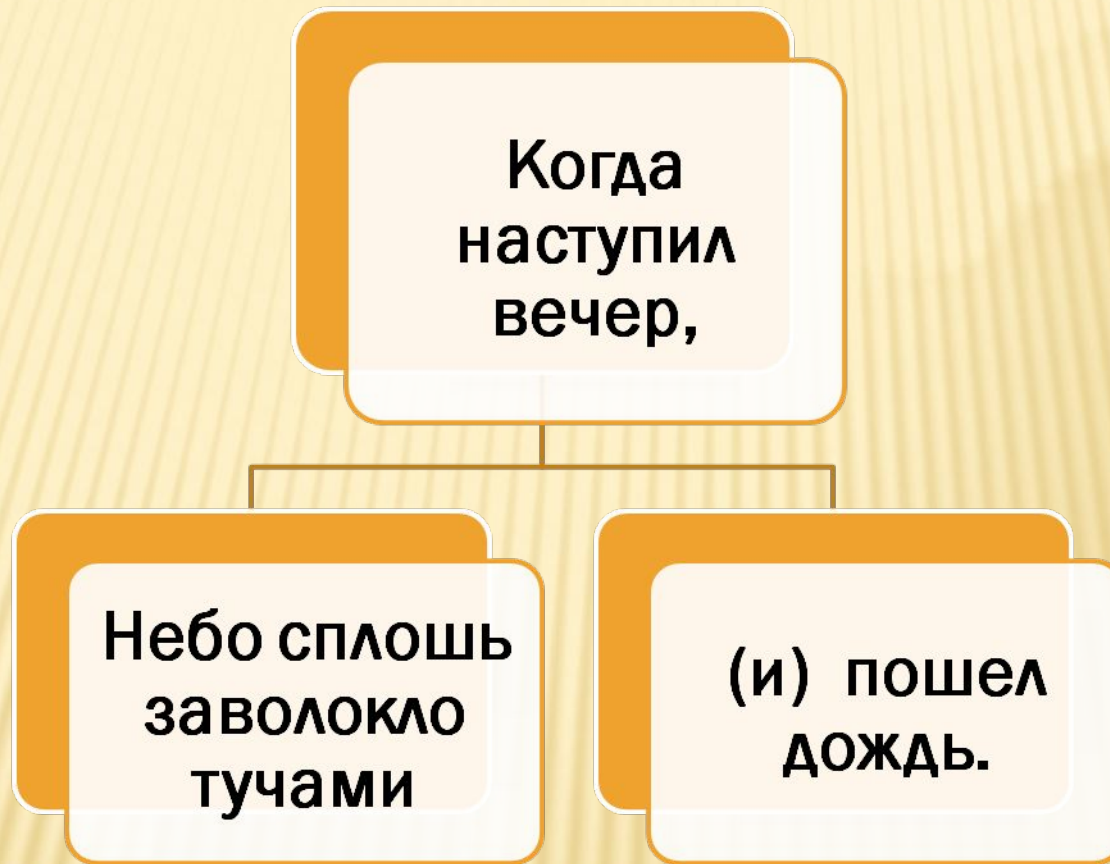 Когда
наступил
вечер,
Небо сплошь
заволокло
тучами
(и) пошел
дождь.